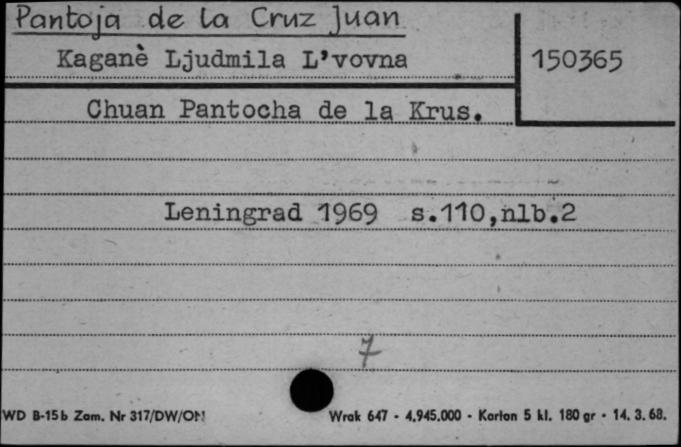 Pantoja de la Cruz Juan
Kaganè Ljudmila L'vovna
150365
Chuan Pantocha de la Krus.
Leningrad 1969 s.110,nlb.2
7
WD B-15b Zam. Nr 317/DW/ON
Wrak 647 - 4.945.000 - Karton 5 kl. 180 gr - 14. 3. 68.